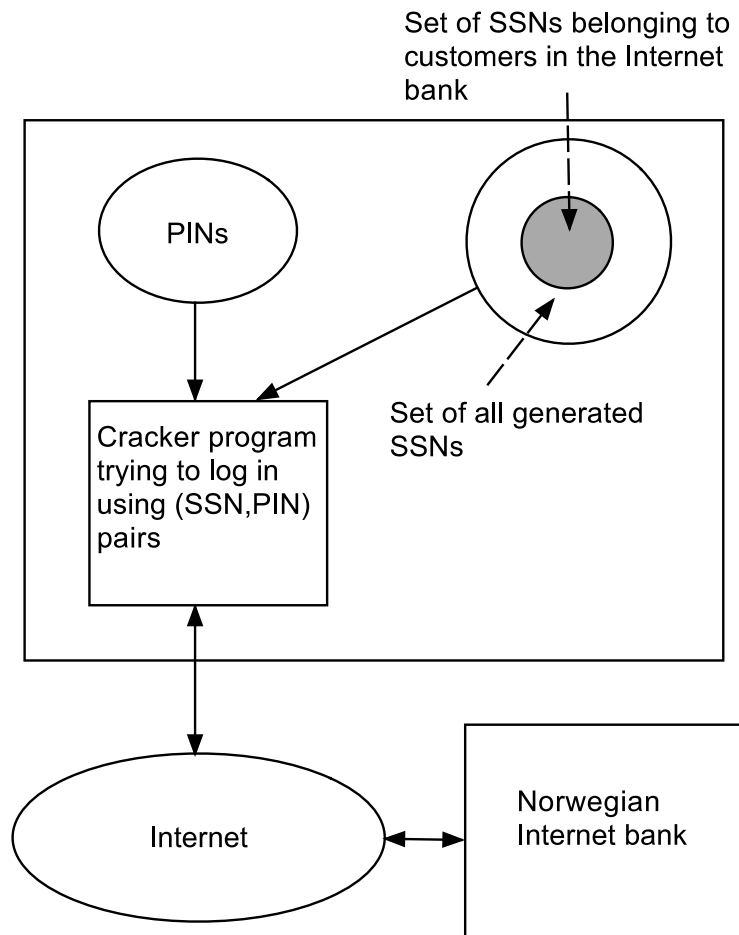 Set of SSNs belonging to
customers in the Internet
bank
PINs
Set of all generated
SSNs
Cracker program
trying to log in
using (SSN,PIN)
pairs
Internet
Norwegian
Internet bank